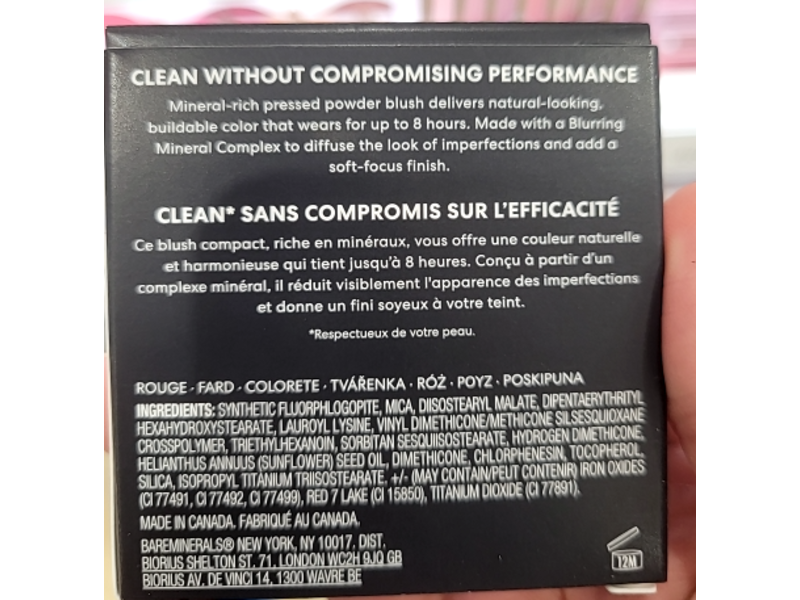 CLEAN WITHOUT COMPROMISING PERFORMANCE
Mineral-rich pressed powder blush delivers natural-looking,
buildable color that wears for up to 8 hours. Made with a Blurring
Mineral Complex to diffuse the look of imperfections and add a
soft-focus finish.
CLEAN* SANS COMPROMIS SUR L'EFFICACITÉ
Ce blush compact, riche en minéraux, vous offre une couleur naturelle
et harmonieuse qui tient jusqu'à 8 heures. Conçu à partir d'un
complexe minéral, il réduit visiblement l'apparence des imperfections
et donne un fini soyeux à votre teint.
*Respectueux de votre peau.
ROUGE · FARD · COLORETE · TVÁŘENKA · RÓŻ · POYZ · POSKIPUNA
INGREDIENTS: SYNTHETIC FLUORPHLOGOPITE, MICA, DIISOSTEARYL MALATE, DIPENTAERYTHRITYL
HEXAHYDROXYSTEARATE, LAUROYL LYSINE, VINYL DIMETHICONE/METHICONE SILSESQUIOXANE
CROSSPOLYMER, TRIETHYLHEXANOIN, SORBITAN SESQUIISOSTEARATE, HYDROGEN DIMETHICONE,
HELIANTHUS ANNUUS (SUNFLOWER) SEED OIL, DIMETHICONE, CHLORPHENESIN, TOCOPHEROL,
SILICA, ISOPROPYL TITANIUM TRIISOSTEARATE, +/- (MAY CONTAIN/PEUT CONTENIR) IRON OXIDES
(CI 77491, CI 77492, CI 77499), RED 7 LAKE (CI 15850), TITANIUM DIOXIDE (CI 77891).
MADE IN CANADA. FABRIQUÉ AU CANADA.
BAREMINERALS® NEW YORK, NY 10017. DIST.
BIORIUS SHELTON ST. 71. LONDON WC2H 9JQ GB
BIORIUS AV. DE VINCI 14, 1300 WAVRE BE
12M